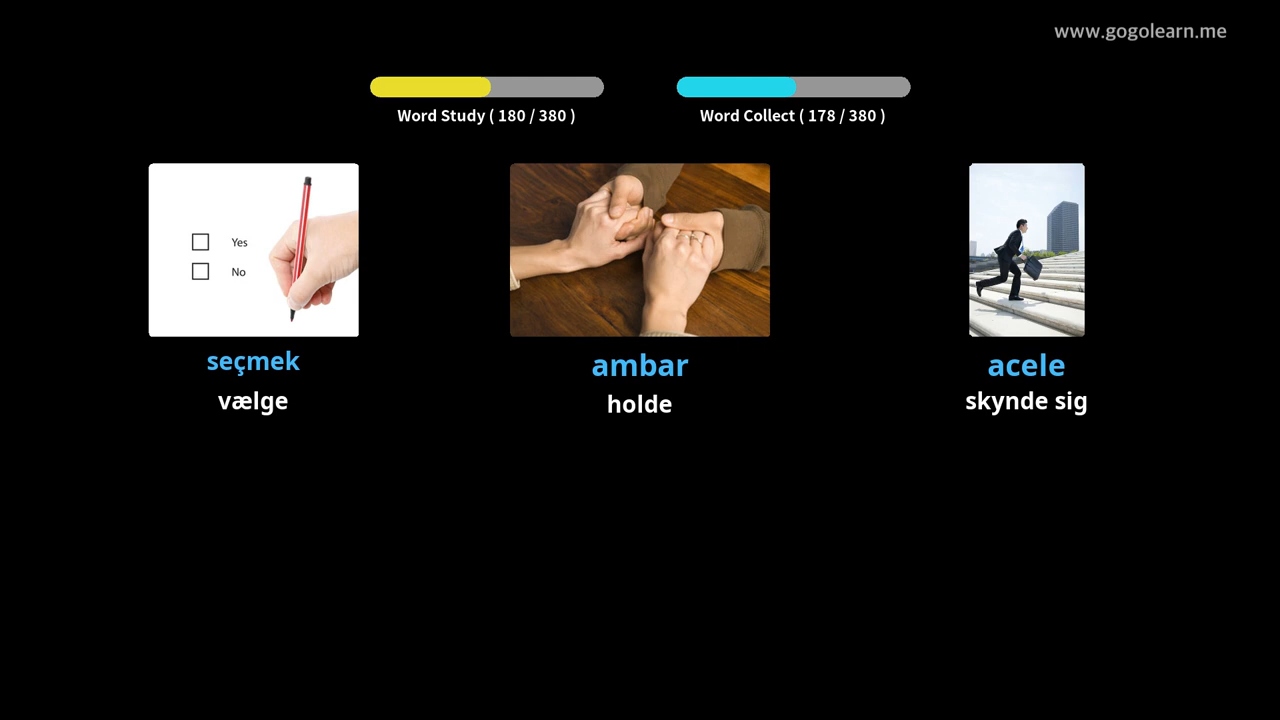 www.gogolearn.me
Word Study ( 180 / 380 )
Word Collect ( 178 / 380 )
Yes
No
seçmek
vælge
ambar
holde
acele
skynde sig